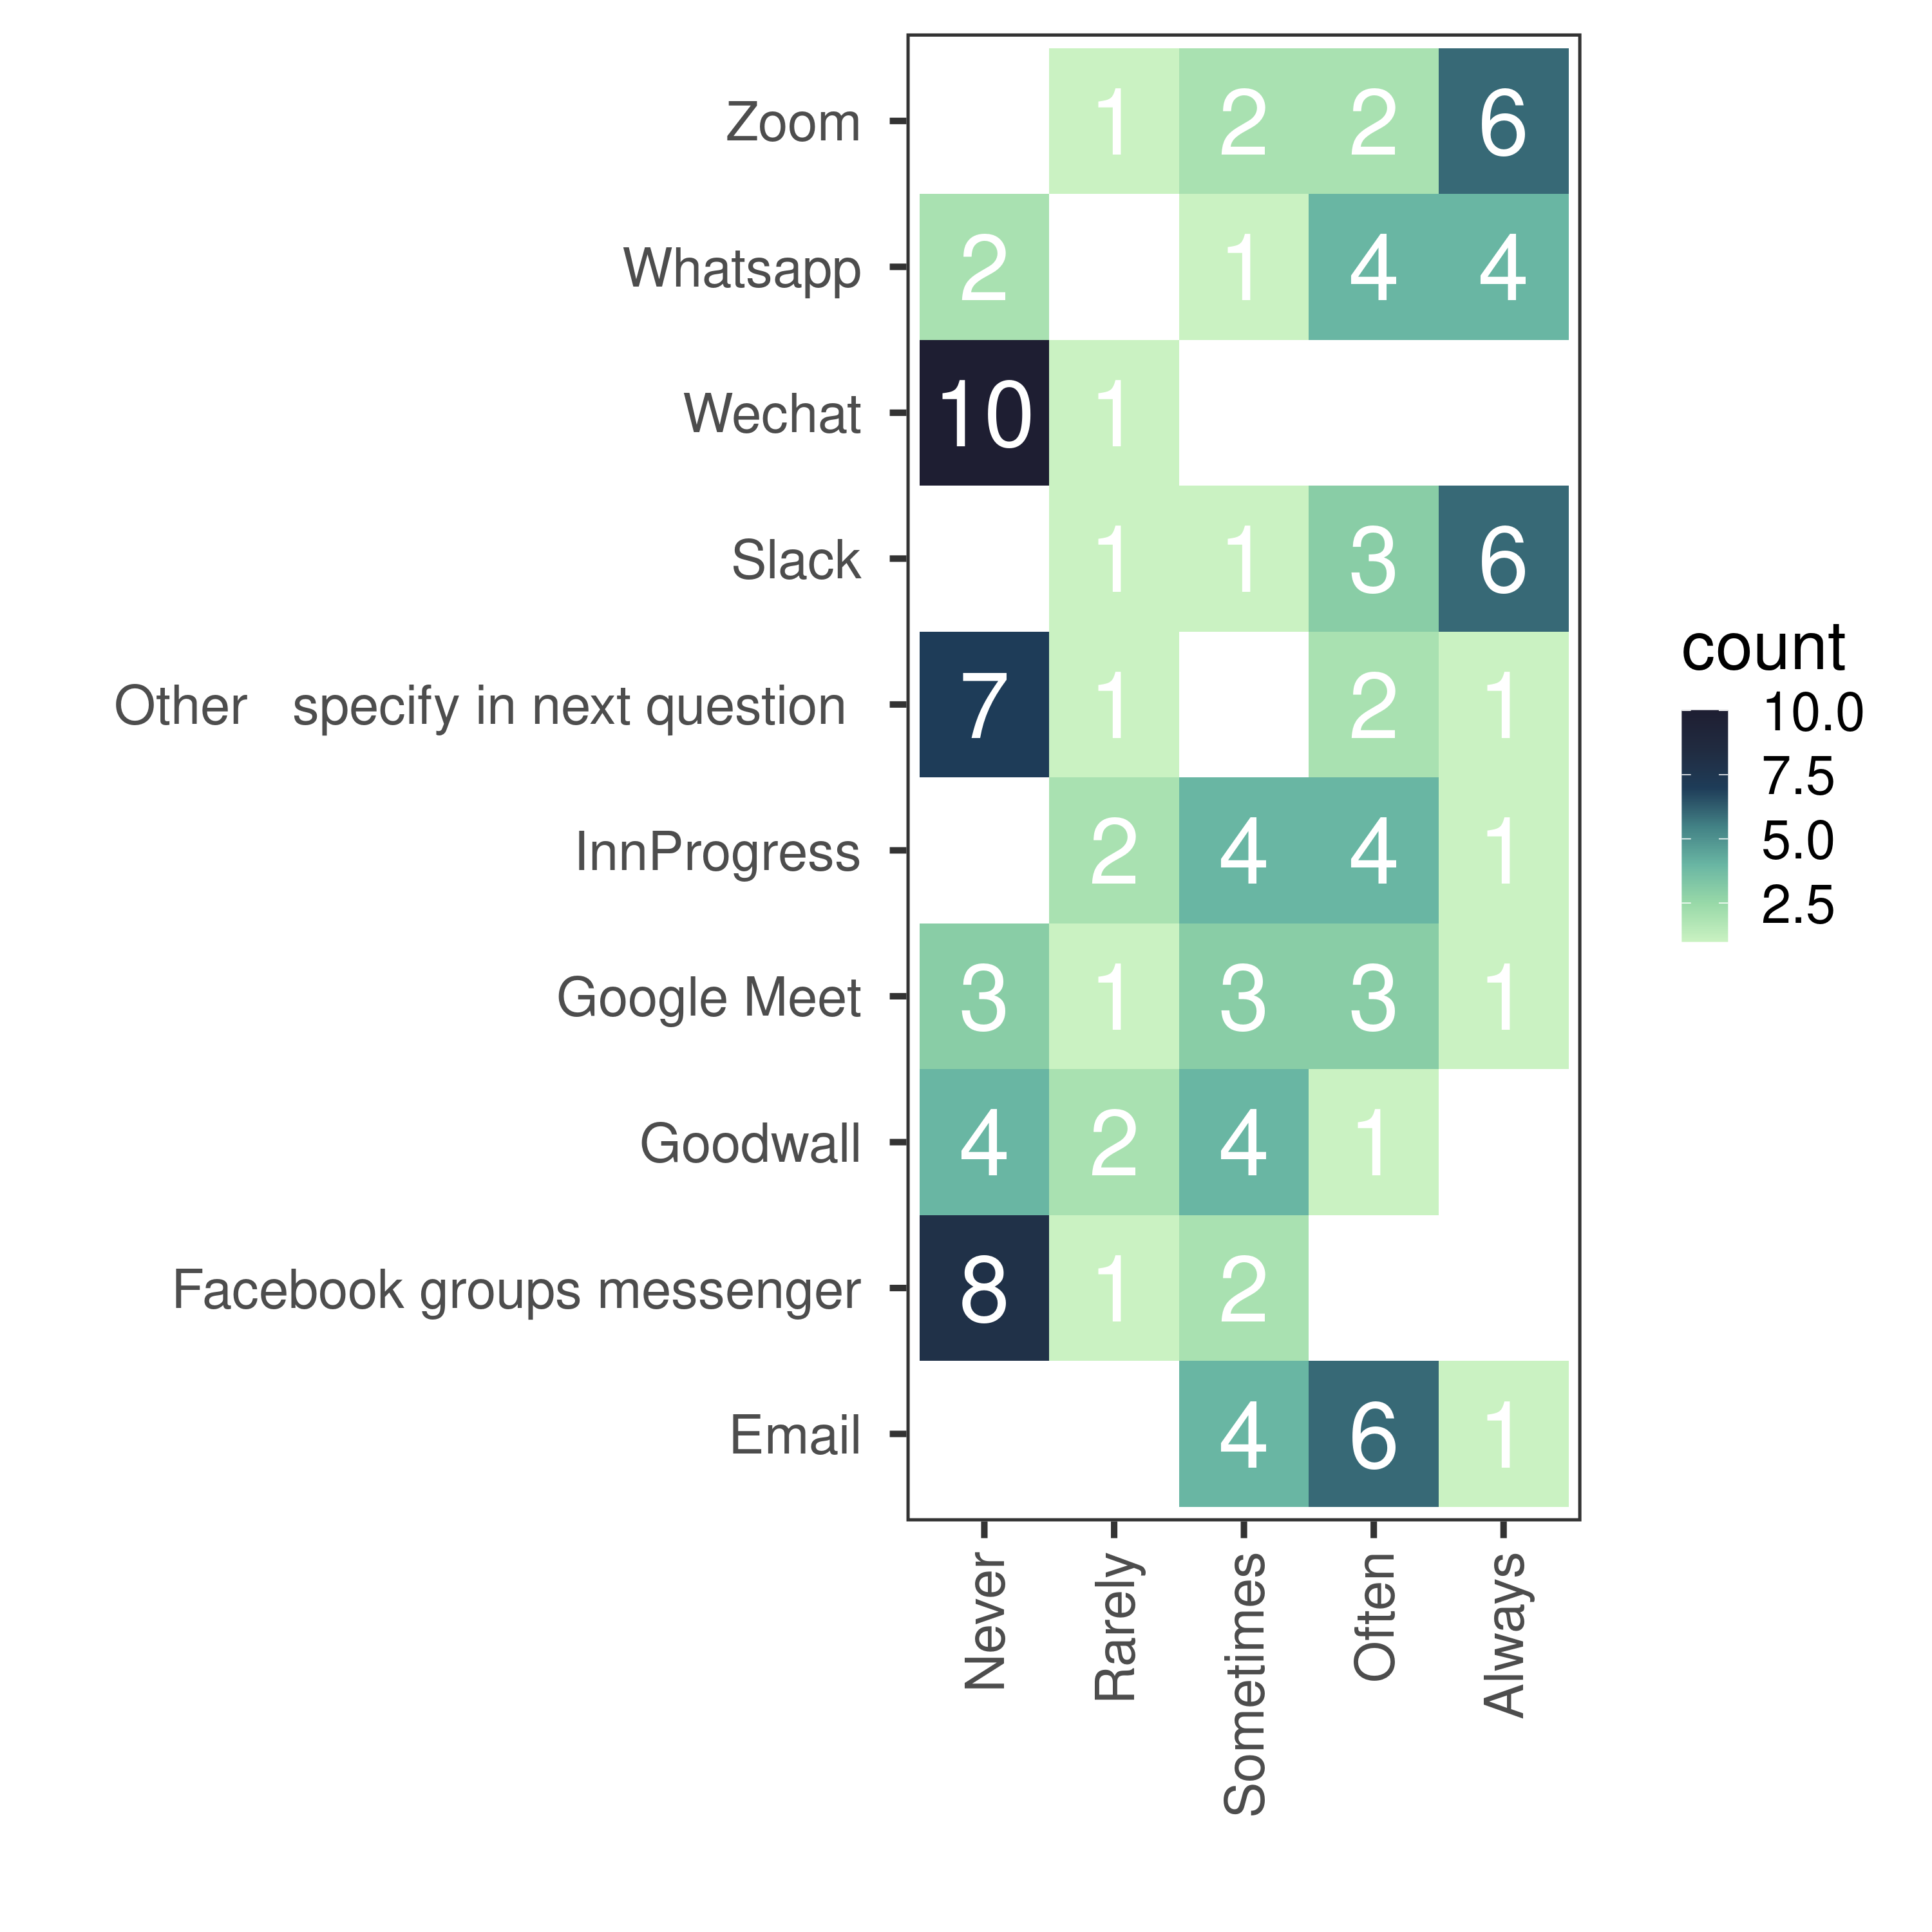 Zoom 1 2 2 6
Whatsapp 2 1 4 4
Wechat 10 1
Slack 1 1 3 6
Other specify in next question 7 1 2 1
InnProgress 2 4 4 1
Google Meet 3 1 3 3 1
Goodwall 4 2 4 1
Facebook groups messenger 8 1 2
Email 4 6 1
Never
Rarely
Sometimes
Often
Always
count
10.0
7.5
5.0
2.5